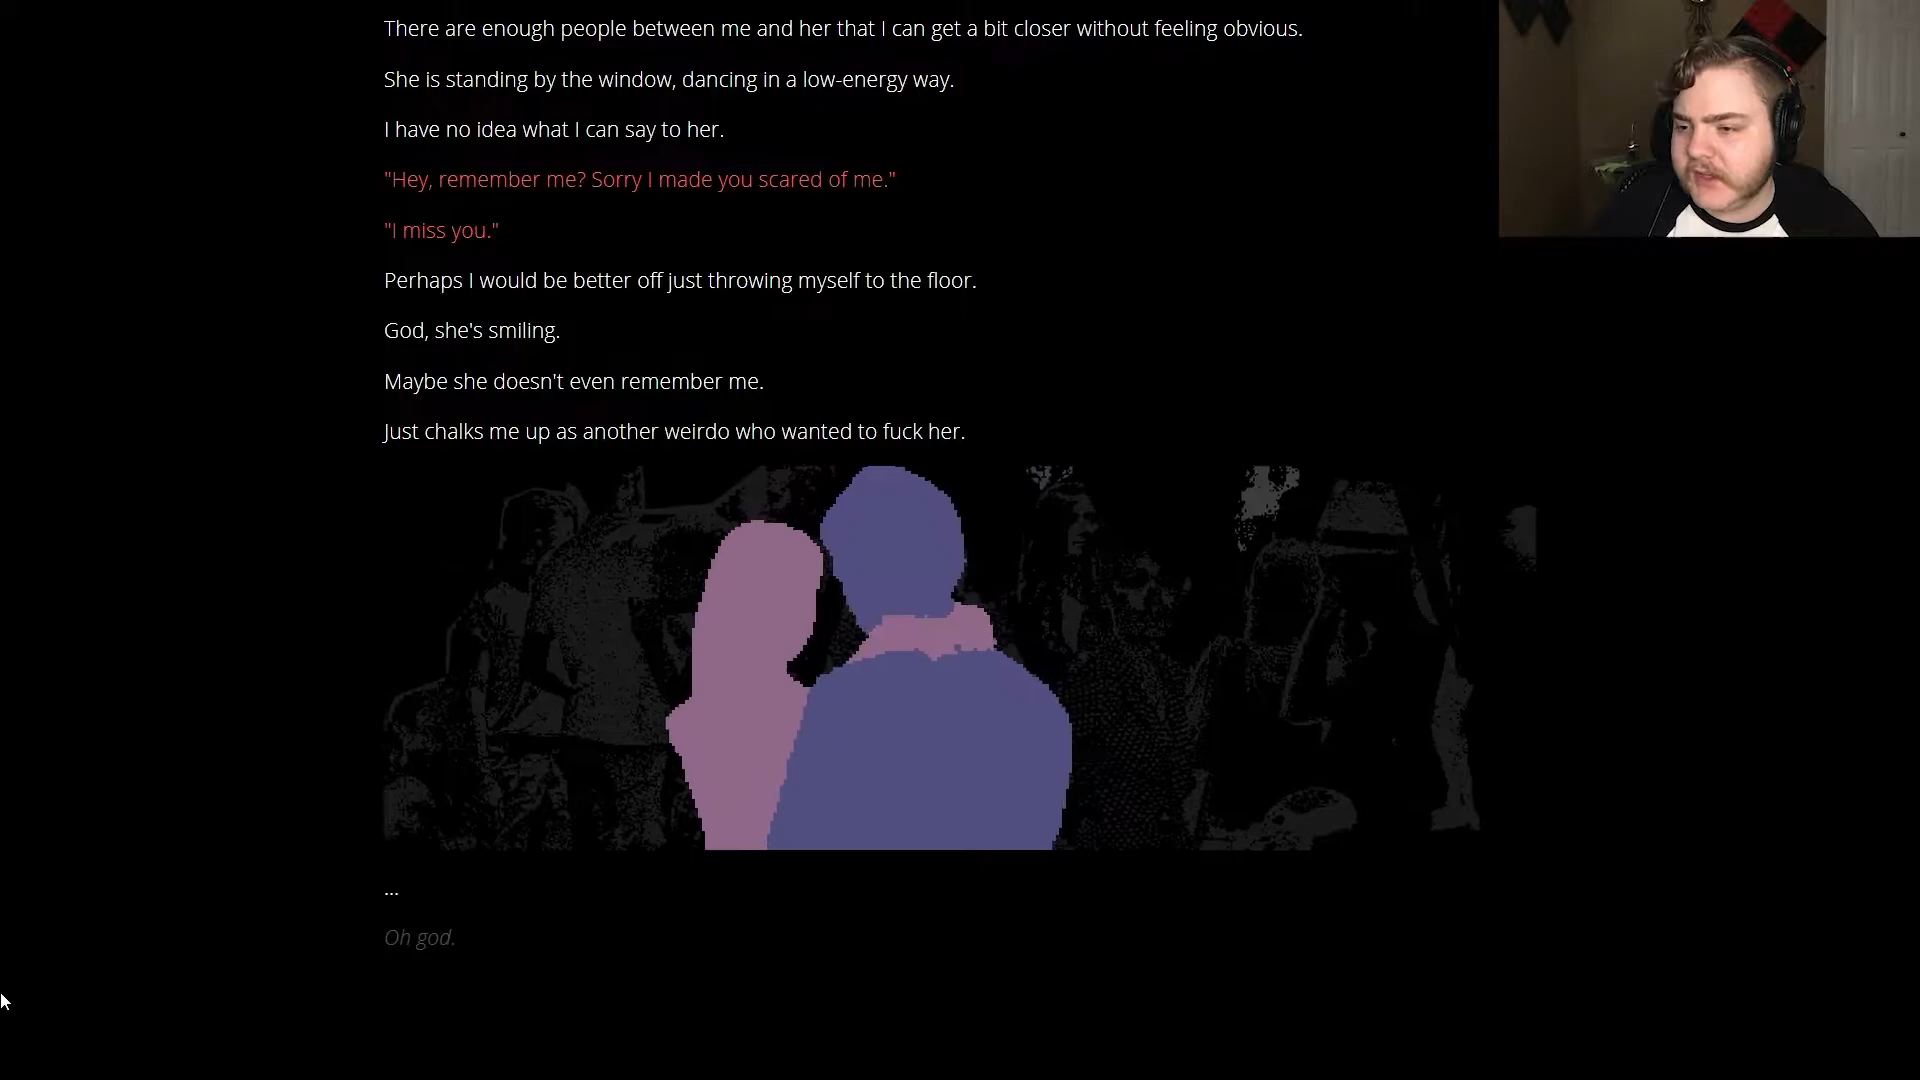 There are enough people between me and her that I can get a bit closer without feeling obvious.
She is standing by the window, dancing in a low-energy way.
I have no idea what I can say to her.
"Hey, remember me? Sorry I made you scared of me."
"I miss you."
Perhaps I would be better off just throwing myself to the floor.
God, she's smiling.
Maybe she doesn't even remember me.
Just chalks me up as another weirdo who wanted to fuck her.
...
Oh god.